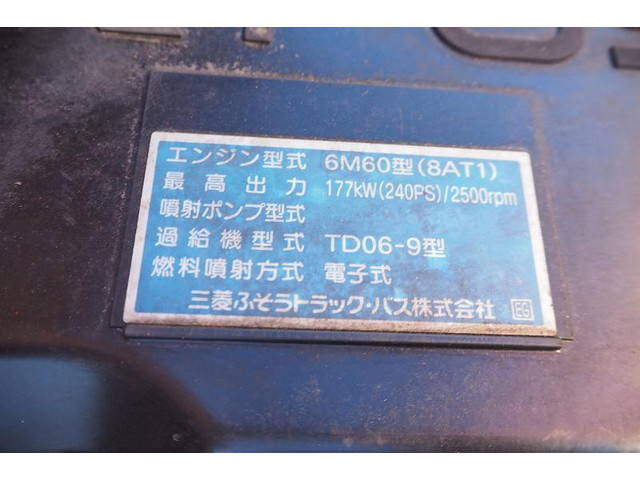 エンジン型式 6M60型(8AT1)
最高出力 177kW(240PS)/2500rpm
噴射ポンプ型式
過給機型式 TD06-9型
燃料噴射方式 電子式
三菱ふそうトラック・バス株式会社 EG